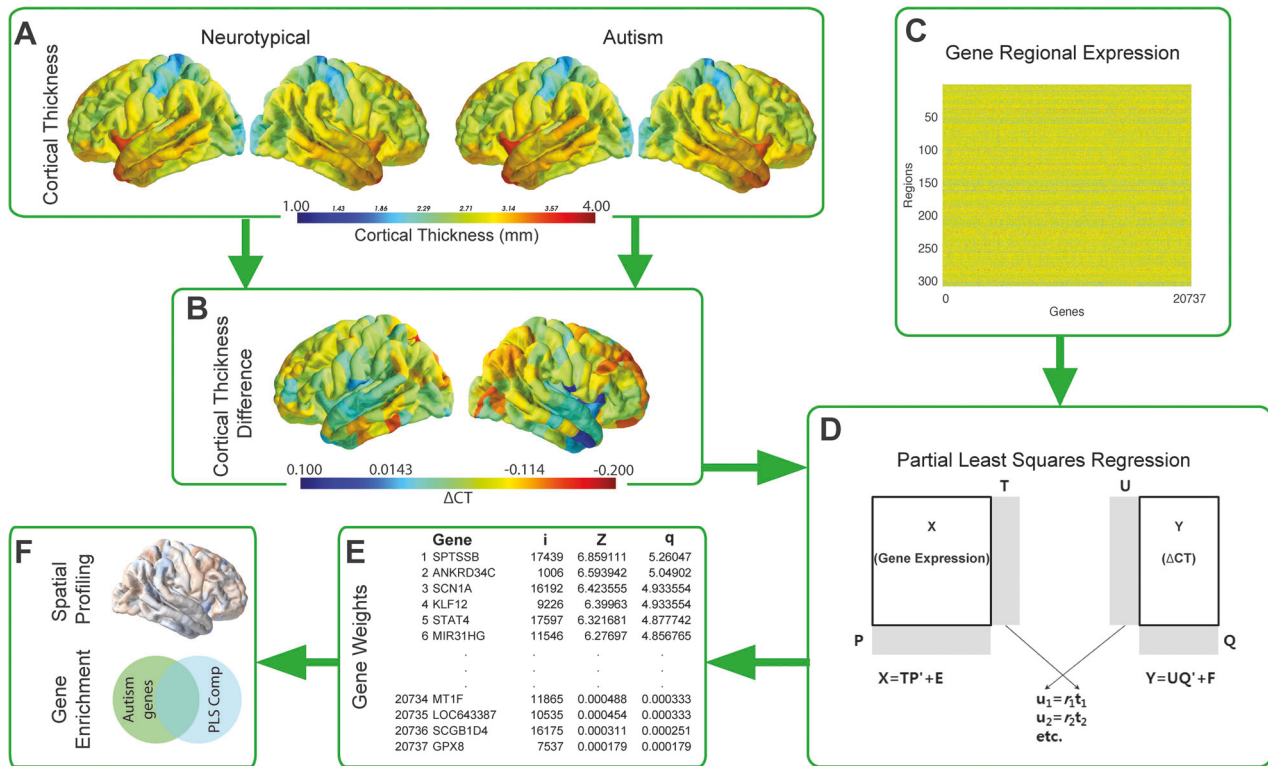 A
Neurotypical
Autism
Cortical Thickness
1.00 1.43 1.86 2.29 2.71 3.14 3.57 4.00
Cortical Thickness (mm)
B
Cortical Thcickness
Difference
0.100 0.0143 -0.114 -0.200
ΔCT
C
Gene Regional Expression
Regions
50
100
150
200
250
300
0 20737
Genes
D
Partial Least Squares Regression
T U
X Y
(Gene Expression) (ΔCT)
P Q
X=TP'+E Y=UQ'+F
u₁=r₁t₁
u₂=r₂t₂
etc.
E
Gene Weights
Gene i Z q
1 SPTSSB 17439 6.859111 5.26047
2 ANKRD34C 1006 6.593942 5.04902
3 SCN1A 16192 6.423555 4.933554
4 KLF12 9226 6.39963 4.933554
5 STAT4 17597 6.321681 4.877742
6 MIR31HG 11546 6.27697 4.856765
. . . .
. . . .
. . . .
20734 MT1F 11865 0.000488 0.000333
20735 LOC643387 10535 0.000454 0.000333
20736 SCGB1D4 16175 0.000311 0.000251
20737 GPX8 7537 0.000179 0.000179
F
Spatial
Profiling
Gene
Enrichment
Autism
genes
PLS Comp